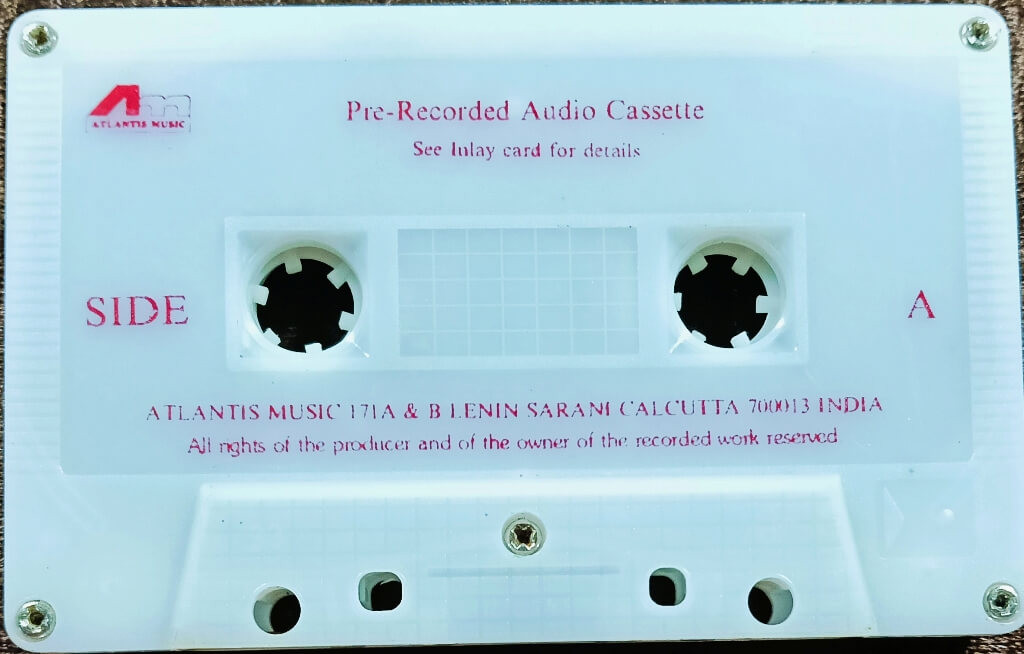 Am
ATLANTIS MUSIC
Pre-Recorded Audio Cassette
See Inlay card for details
SIDE A
ATLANTIS MUSIC 171A & B LENIN SARANI CALCUTTA 700013 INDIA
All rights of the producer and of the owner of the recorded work reserved